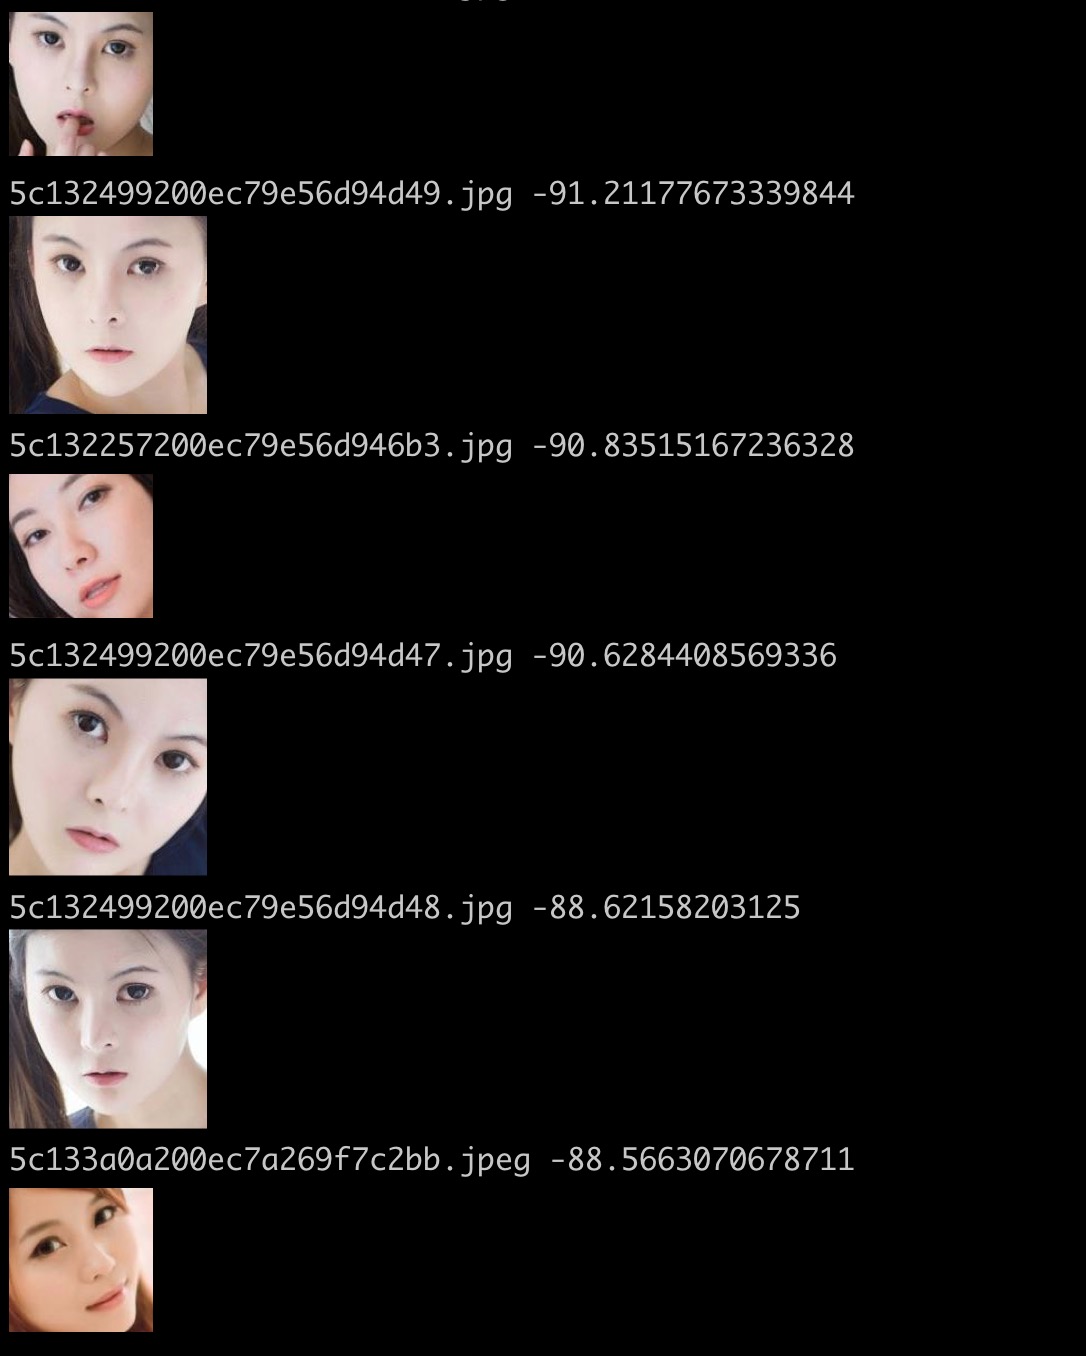 5c132499200ec79e56d94d49.jpg -91.21177673339844
5c132257200ec79e56d946b3.jpg -90.83515167236328
5c132499200ec79e56d94d47.jpg -90.6284408569336
5c132499200ec79e56d94d48.jpg -88.62158203125
5c133a0a200ec7a269f7c2bb.jpeg -88.5663070678711